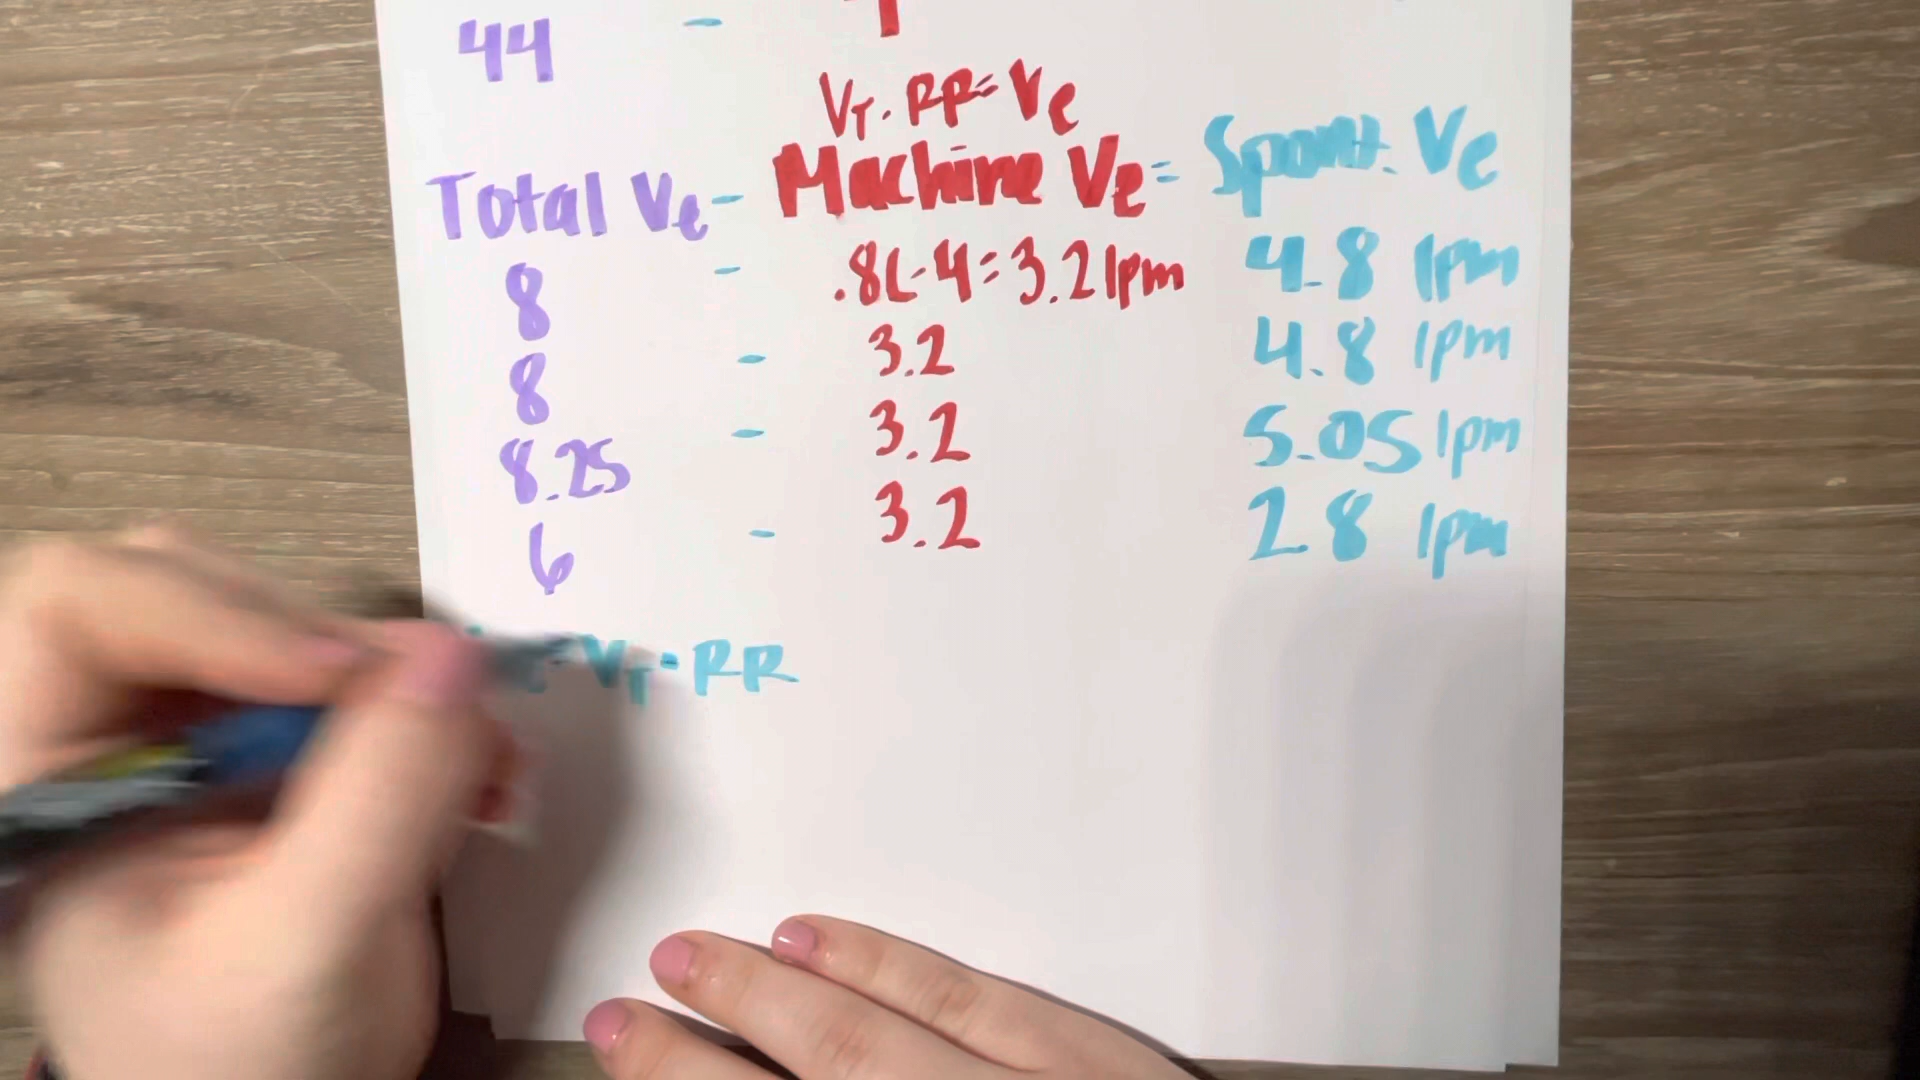 44 -
VT · RR = Ve
Total Ve - Machine Ve = Spont. Ve
8 - .8L · 4 = 3.2 lpm 4.8 lpm
8 - 3.2 4.8 lpm
8.25 - 3.2 5.05 lpm
6 - 3.2 2.8 lpm
VT = RR